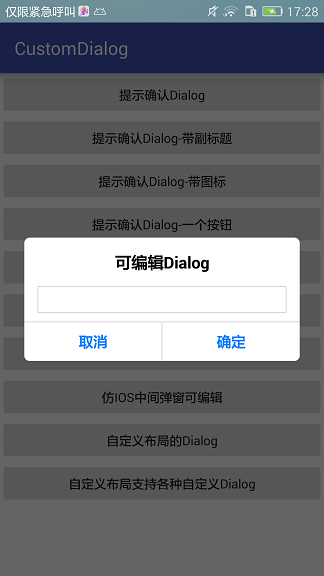 仅限紧急呼叫 17:28
CustomDialog
提示确认Dialog
提示确认Dialog-带副标题
提示确认Dialog-带图标
提示确认Dialog-一个按钮
可编辑Dialog
取消 确定
仿IOS中间弹窗可编辑
自定义布局的Dialog
自定义布局支持各种自定义Dialog